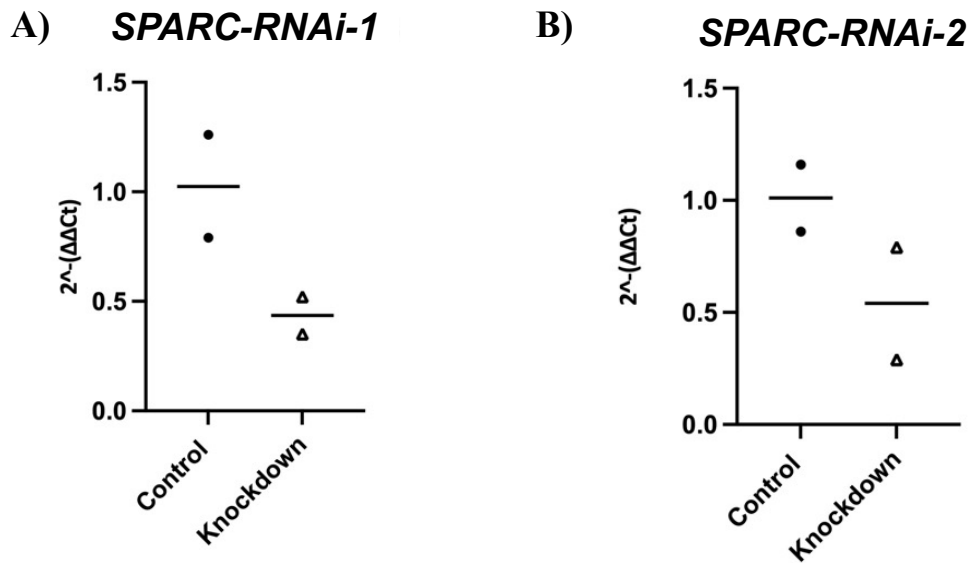 A) SPARC-RNAi-1
1.5
1.0
0.5
0.0
2^-(ΔΔCt)
Control
Knockdown
B) SPARC-RNAi-2
1.5
1.0
0.5
0.0
2^-(ΔΔCt)
Control
Knockdown